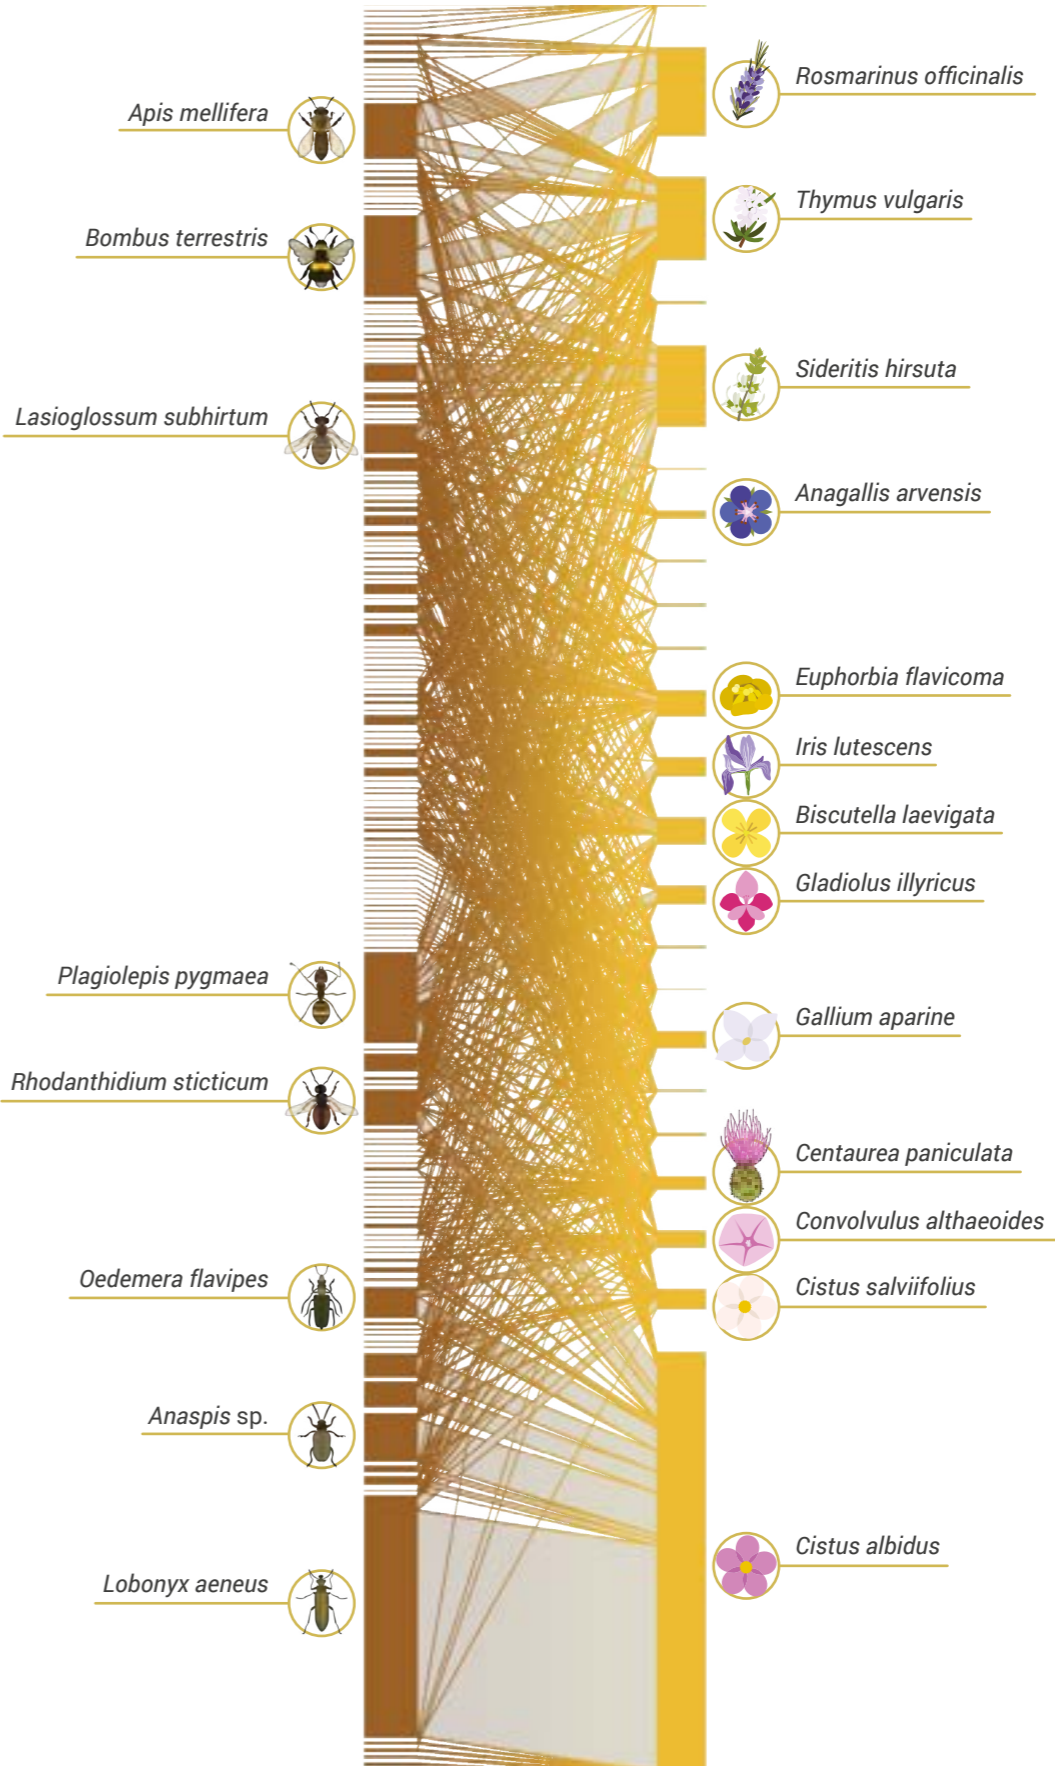 Rosmarinus officinalis
Apis mellifera
Thymus vulgaris
Bombus terrestris
Sideritis hirsuta
Lasioglossum subhirtum
Anagallis arvensis
Euphorbia flavicoma
Iris lutescens
Biscutella laevigata
Gladiolus illyricus
Plagiolepis pygmaea
Gallium aparine
Rhodanthidium sticticum
Centaurea paniculata
Convolvulus althaeoides
Oedemera flavipes
Cistus salviifolius
Anaspis sp.
Cistus albidus
Lobonyx aeneus